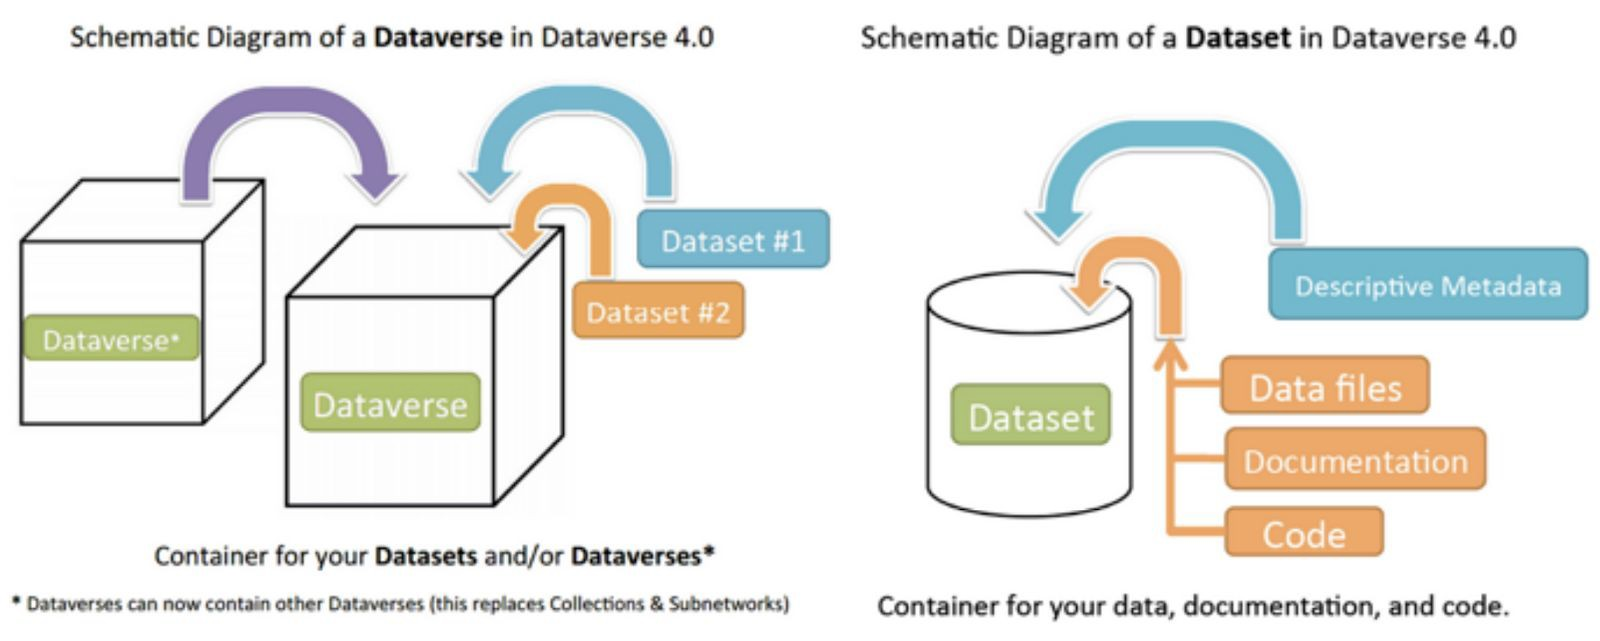 Schematic Diagram of a Dataverse in Dataverse 4.0
Dataverse*
Dataverse
Dataset #1
Dataset #2
Container for your Datasets and/or Dataverses*
* Dataverses can now contain other Dataverses (this replaces Collections & Subnetworks)
Schematic Diagram of a Dataset in Dataverse 4.0
Descriptive Metadata
Dataset
Data files
Documentation
Code
Container for your data, documentation, and code.